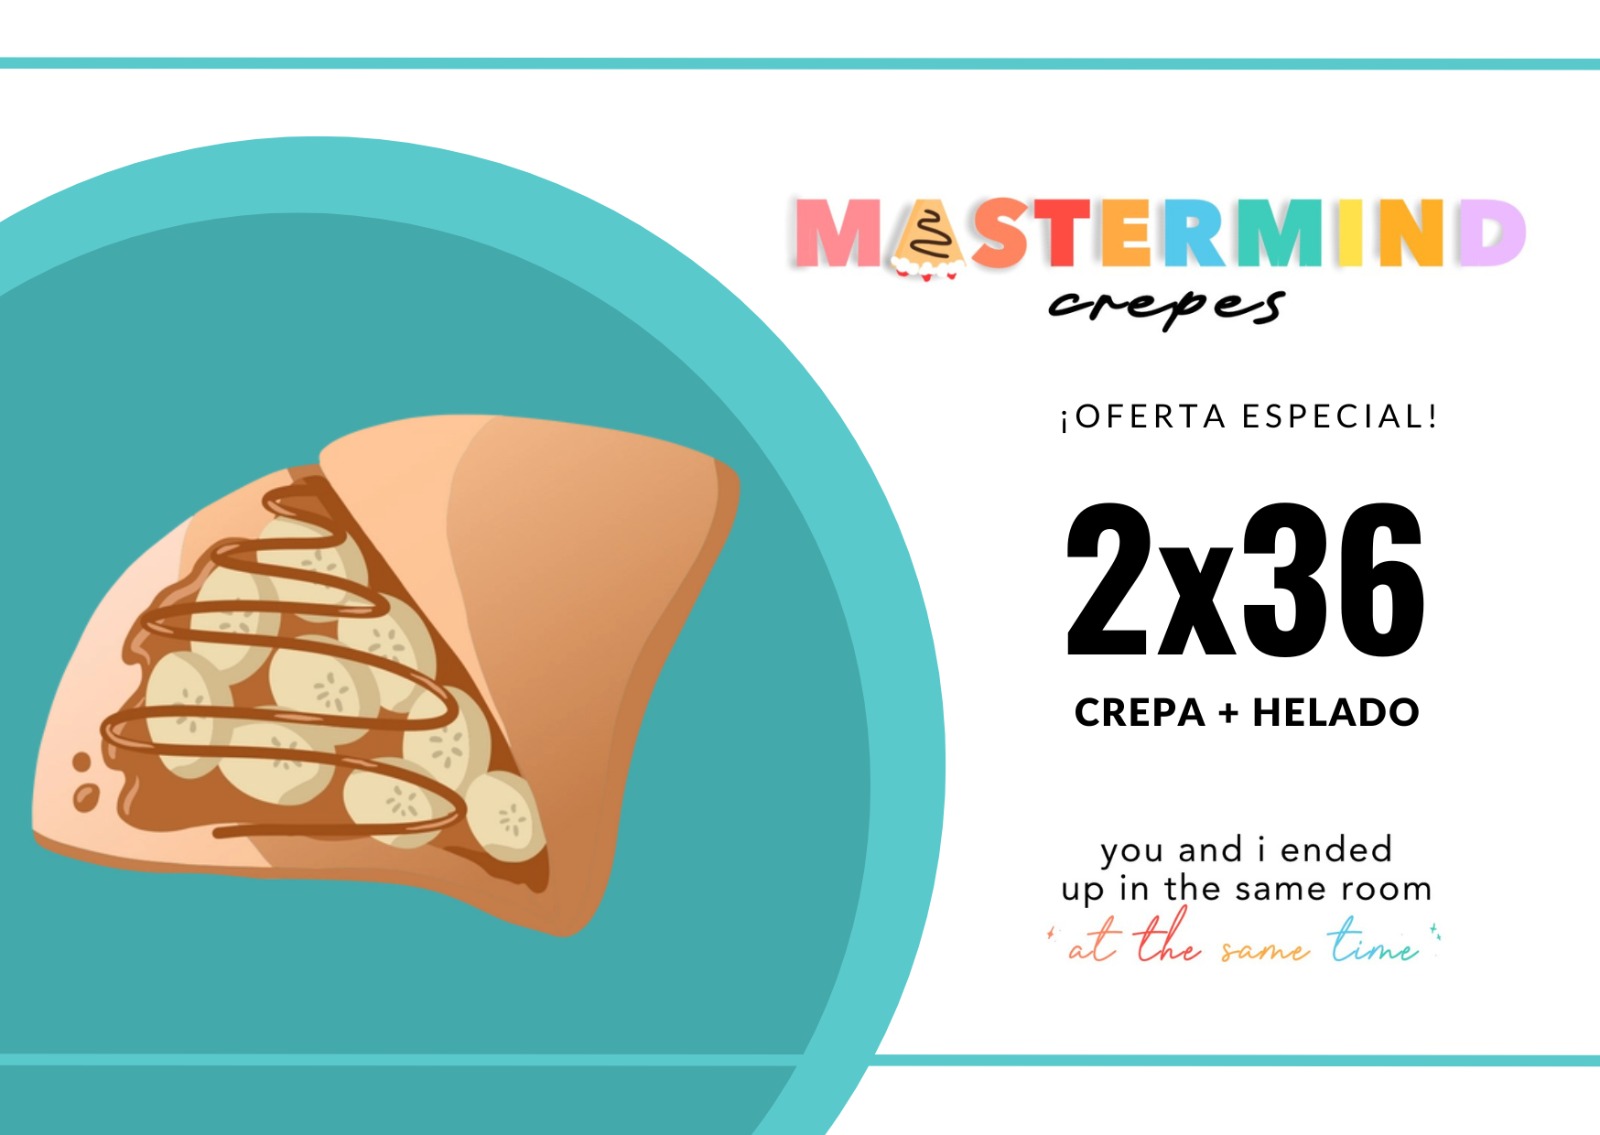 MASTERMIND
crepes
¡OFERTA ESPECIAL!
2x36
CREPA + HELADO
you and i ended
up in the same room
at the same time